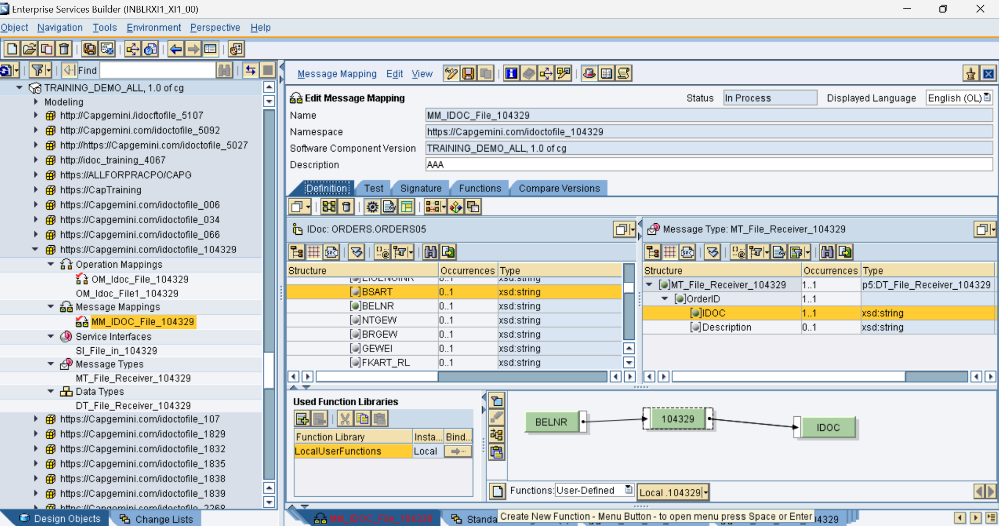 Enterprise Services Builder (INBLRXI1_XI1_00)
Object Navigation Tools Environment Perspective Help
Find
TRAINING_DEMO_ALL, 1.0 of cg
Modeling
http://Capgemini./idocftofile_5107
http://Capgemini.com/idoctofile_5092
http://https://Capgemini.com/idoctofile_5027
http://idoc_training_4067
https://ALLFORPRACPO/CAPG
https://CapTraining
https://Capgemini.com/idoctofile_006
https://Capgemini.com/idoctofile_034
https://Capgemini.com/idoctofile_066
https://Capgemini.com/idoctofile_104329
Operation Mappings
OM_Idoc_File_104329
OM_Idoc_File1_104329
Message Mappings
MM_IDOC_File_104329
Service Interfaces
SI_File_in_104329
Message Types
MT_File_Receiver_104329
Data Types
DT_File_Receiver_104329
https://Capgemini.com/idoctofile_107
https://Capgemini.com/idoctofile_1829
https://Capgemini.com/idoctofile_1832
https://Capgemini.com/idoctofile_1835
https://Capgemini.com/idoctofile_1838
https://Capgemini.com/idoctofile_1839
Design Objects Change Lists
Message Mapping Edit View
Edit Message Mapping Status In Process Displayed Language English (OL)
Name MM_IDOC_File_104329
Namespace https://Capgemini.com/idoctofile_104329
Software Component Version TRAINING_DEMO_ALL, 1.0 of cg
Description AAA
Definition Test Signature Functions Compare Versions
IDoc: ORDERS.ORDERS05
SRC
Structure Occurrences Type
BSART 0..1 xsd:string
BELNR 0..1 xsd:string
NTGEW 0..1 xsd:string
BRGEW 0..1 xsd:string
GEWEI 0..1 xsd:string
FKART_RL 0..1 xsd:string
Message Type: MT_File_Receiver_104329
SRC
Structure Occurrences Type
MT_File_Receiver_104329 1..1 p5:DT_File_Receiver_104329
OrderID 1..1
IDOC 1..1 xsd:string
Description 0..1 xsd:string
Used Function Libraries
Function Library Insta... Bind...
LocalUserFunctions Local
BELNR 104329 IDOC
Functions: User-Defined Local .104329
MM_IDOC_File_104329 Standa
Create New Function - Menu Button - to open menu press Space or Enter